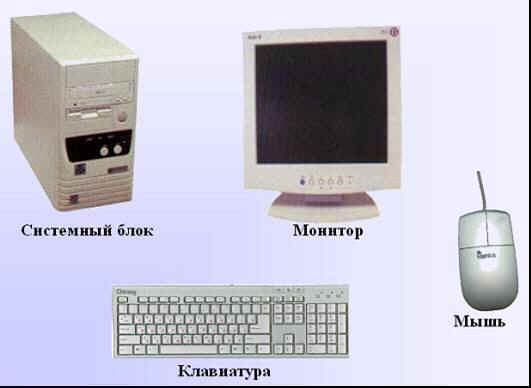 Системный блок
Монитор
Мышь
Клавиатура